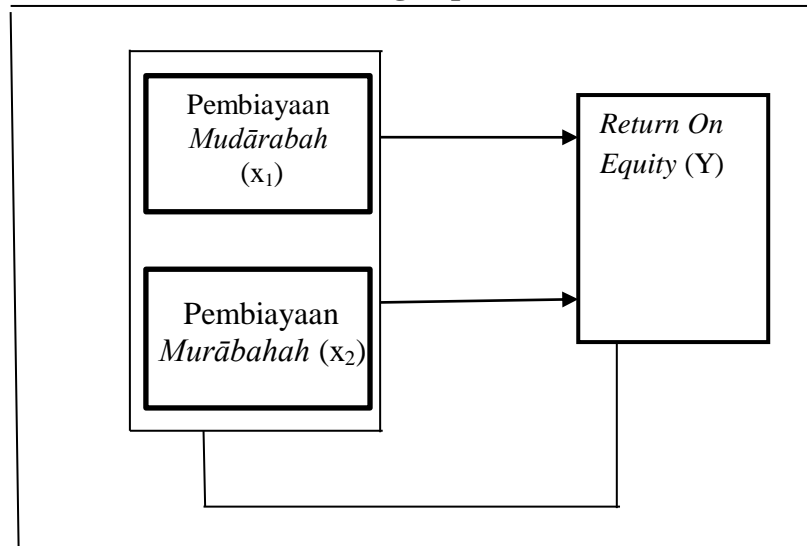 Pembiayaan
Mudārabah
(x₁)
Return On
Equity (Y)
Pembiayaan
Murābahah (x₂)